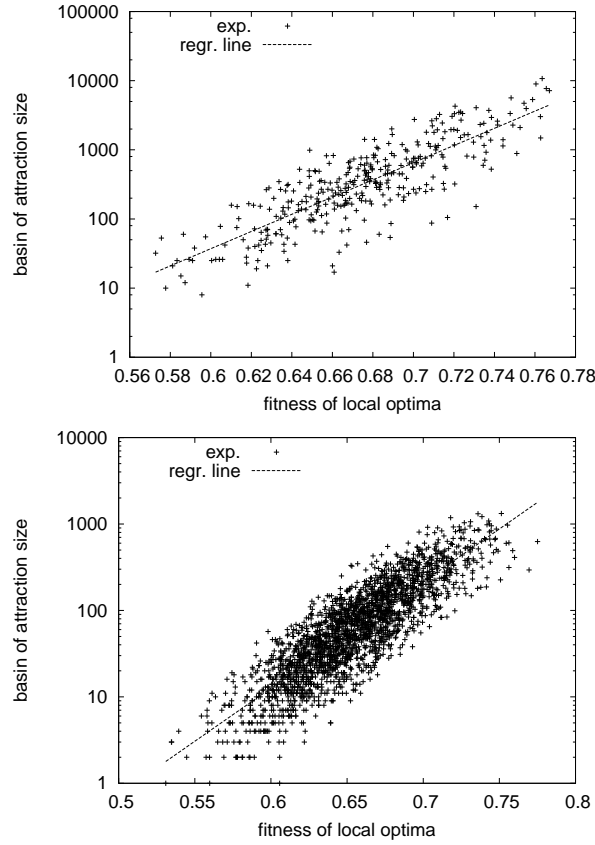 100000
exp.
regr. line
10000
1000
100
10
1
basin of attraction size
0.56 0.58 0.6 0.62 0.64 0.66 0.68 0.7 0.72 0.74 0.76 0.78
fitness of local optima
10000
exp.
regr. line
1000
100
10
1
basin of attraction size
0.5 0.55 0.6 0.65 0.7 0.75 0.8
fitness of local optima